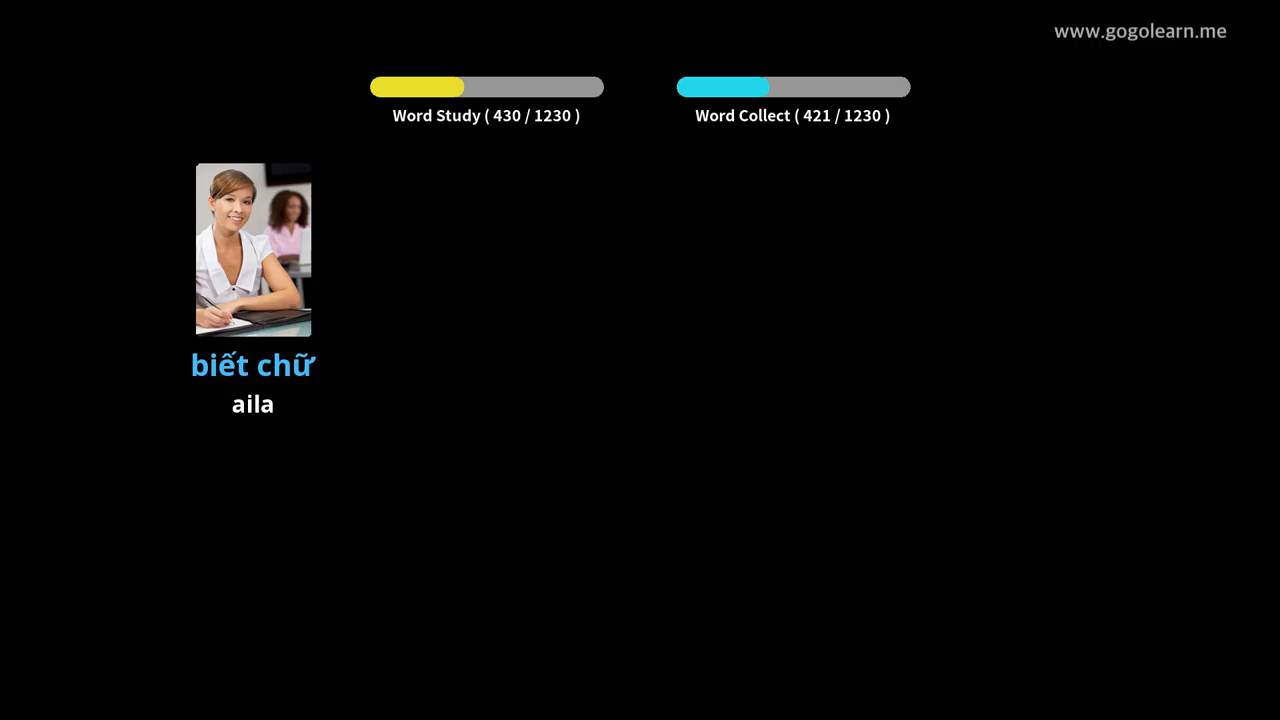 www.gogolearn.me
Word Study ( 430 / 1230 )
Word Collect ( 421 / 1230 )
biết chữ
aila